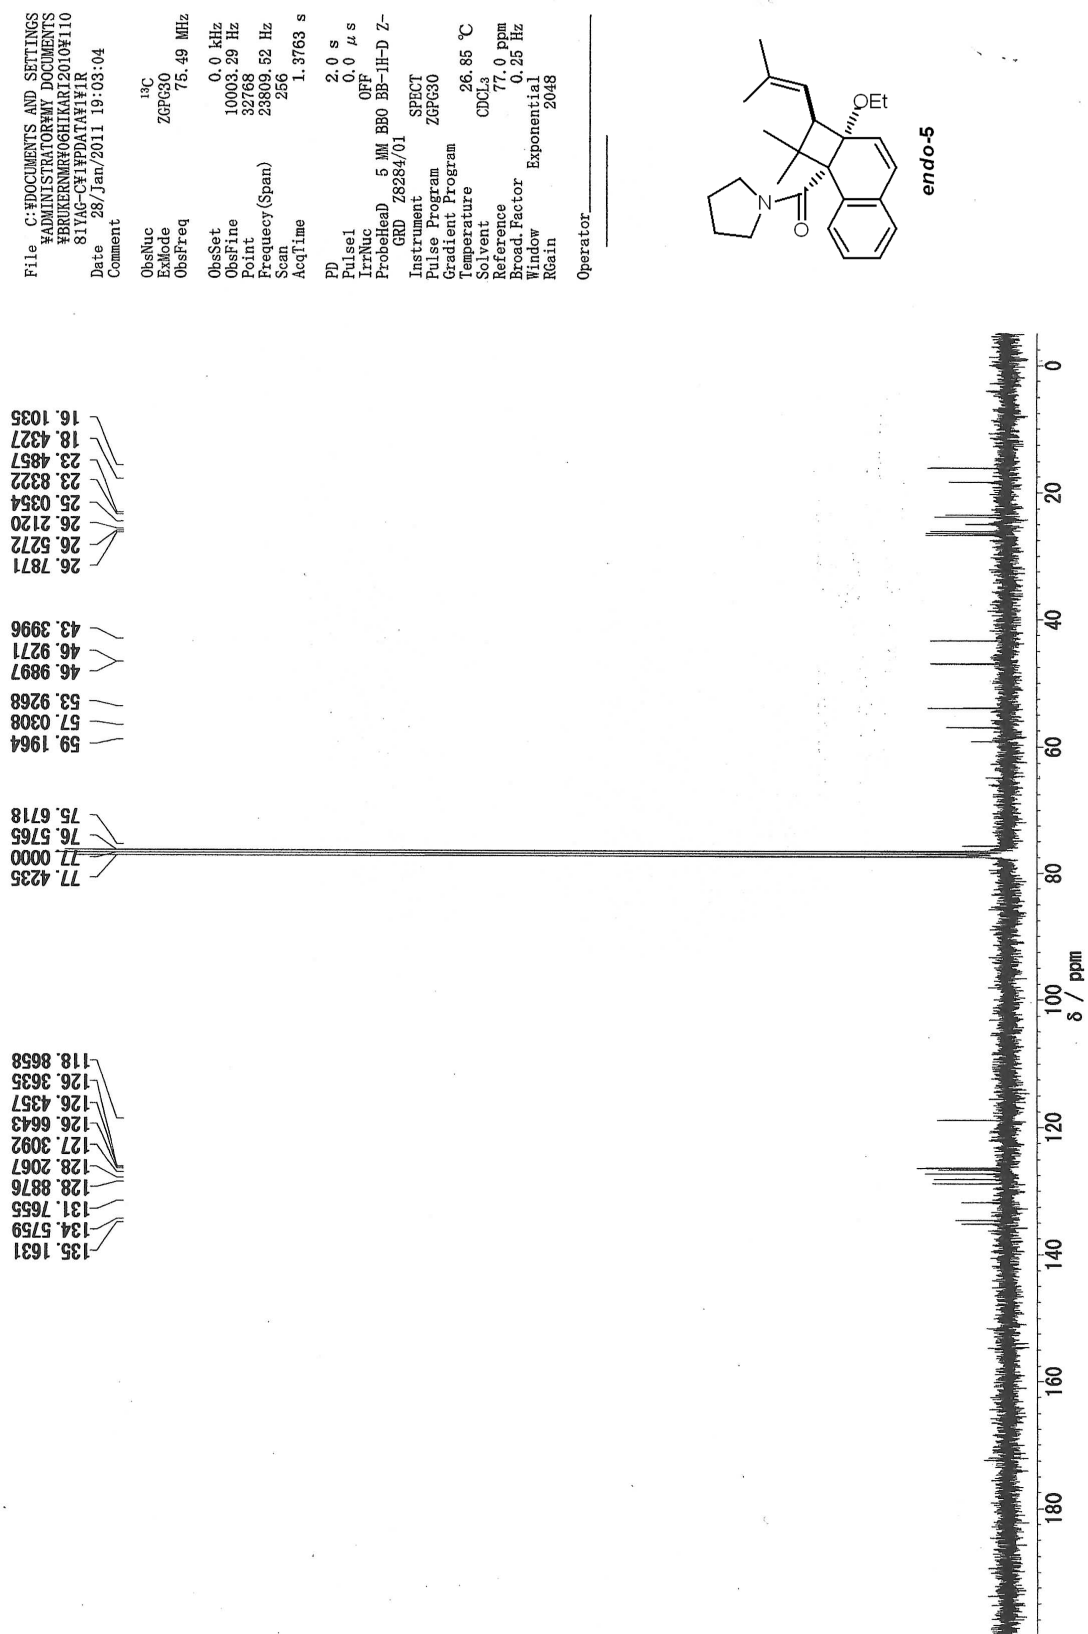 File C:¥DOCUMENTS AND SETTINGS
¥ADMINISTRATOR¥MY DOCUMENTS
¥BRUKERNMR¥06HIKARI2010¥110
81YAG-C¥1¥PDATA¥1¥1R
Date 28/Jan/2011 19:03:04
Comment
ObsNuc 13C
ExMode ZGPG30
ObsFreq 75.49 MHz
ObsSet 0.0 kHz
ObsFine 10003.29 Hz
Point 32768
Frequecy(Span) 23809.52 Hz
Scan 256
AcqTime 1.3763 s
PD 2.0 s
Pulse1 0.0 μs
IrrNuc OFF
ProbeHeaD 5 MM BBO BB-1H-D Z-
GRD Z8284/01
Instrument SPECT
Pulse Program ZGPG30
Gradient Program
Temperature 26.85 ℃
Solvent CDCL3
Reference 77.0 ppm
Broad.Factor 0.25 Hz
Window Exponential
RGain 2048
Operator
OEt
N
O
endo-5
16.1035
18.4327
23.4857
23.8322
25.0354
26.2120
26.5272
26.7871
43.3996
46.9271
46.9897
53.9268
57.0308
59.1964
75.6718
76.5765
77.0000
77.4235
118.8658
126.3635
126.4357
126.6643
127.3092
128.2067
128.8876
131.7655
134.5759
135.1631
0
20
40
60
80
100
120
140
160
180
δ / ppm